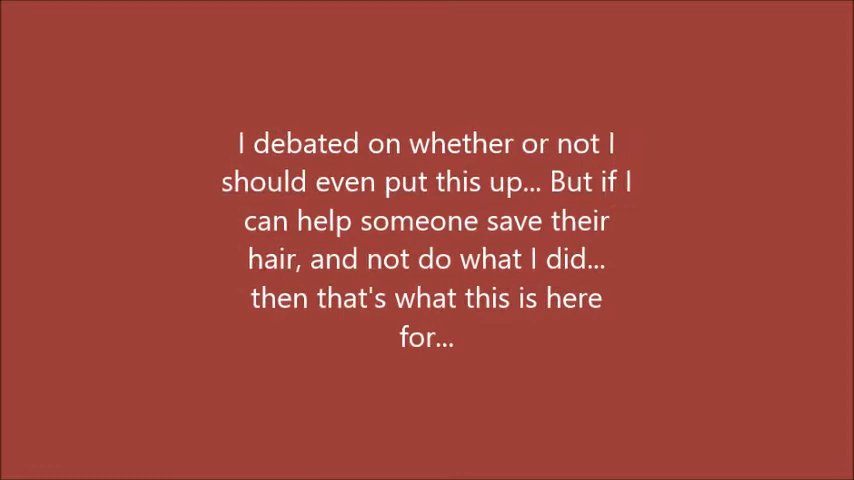 I debated on whether or not I
should even put this up... But if I
can help someone save their
hair, and not do what I did...
then that's what this is here
for...